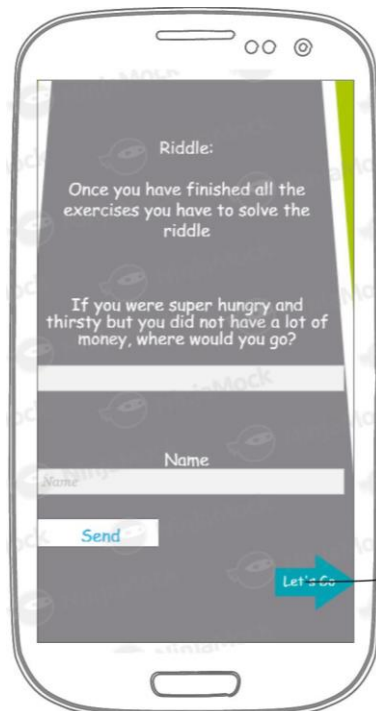 Riddle:
Once you have finished all the
exercises you have to solve the
riddle
If you were super hungry and
thirsty but you did not have a lot of
money, where would you go?
Name
Name
Send
Let's Go
NinjaMock